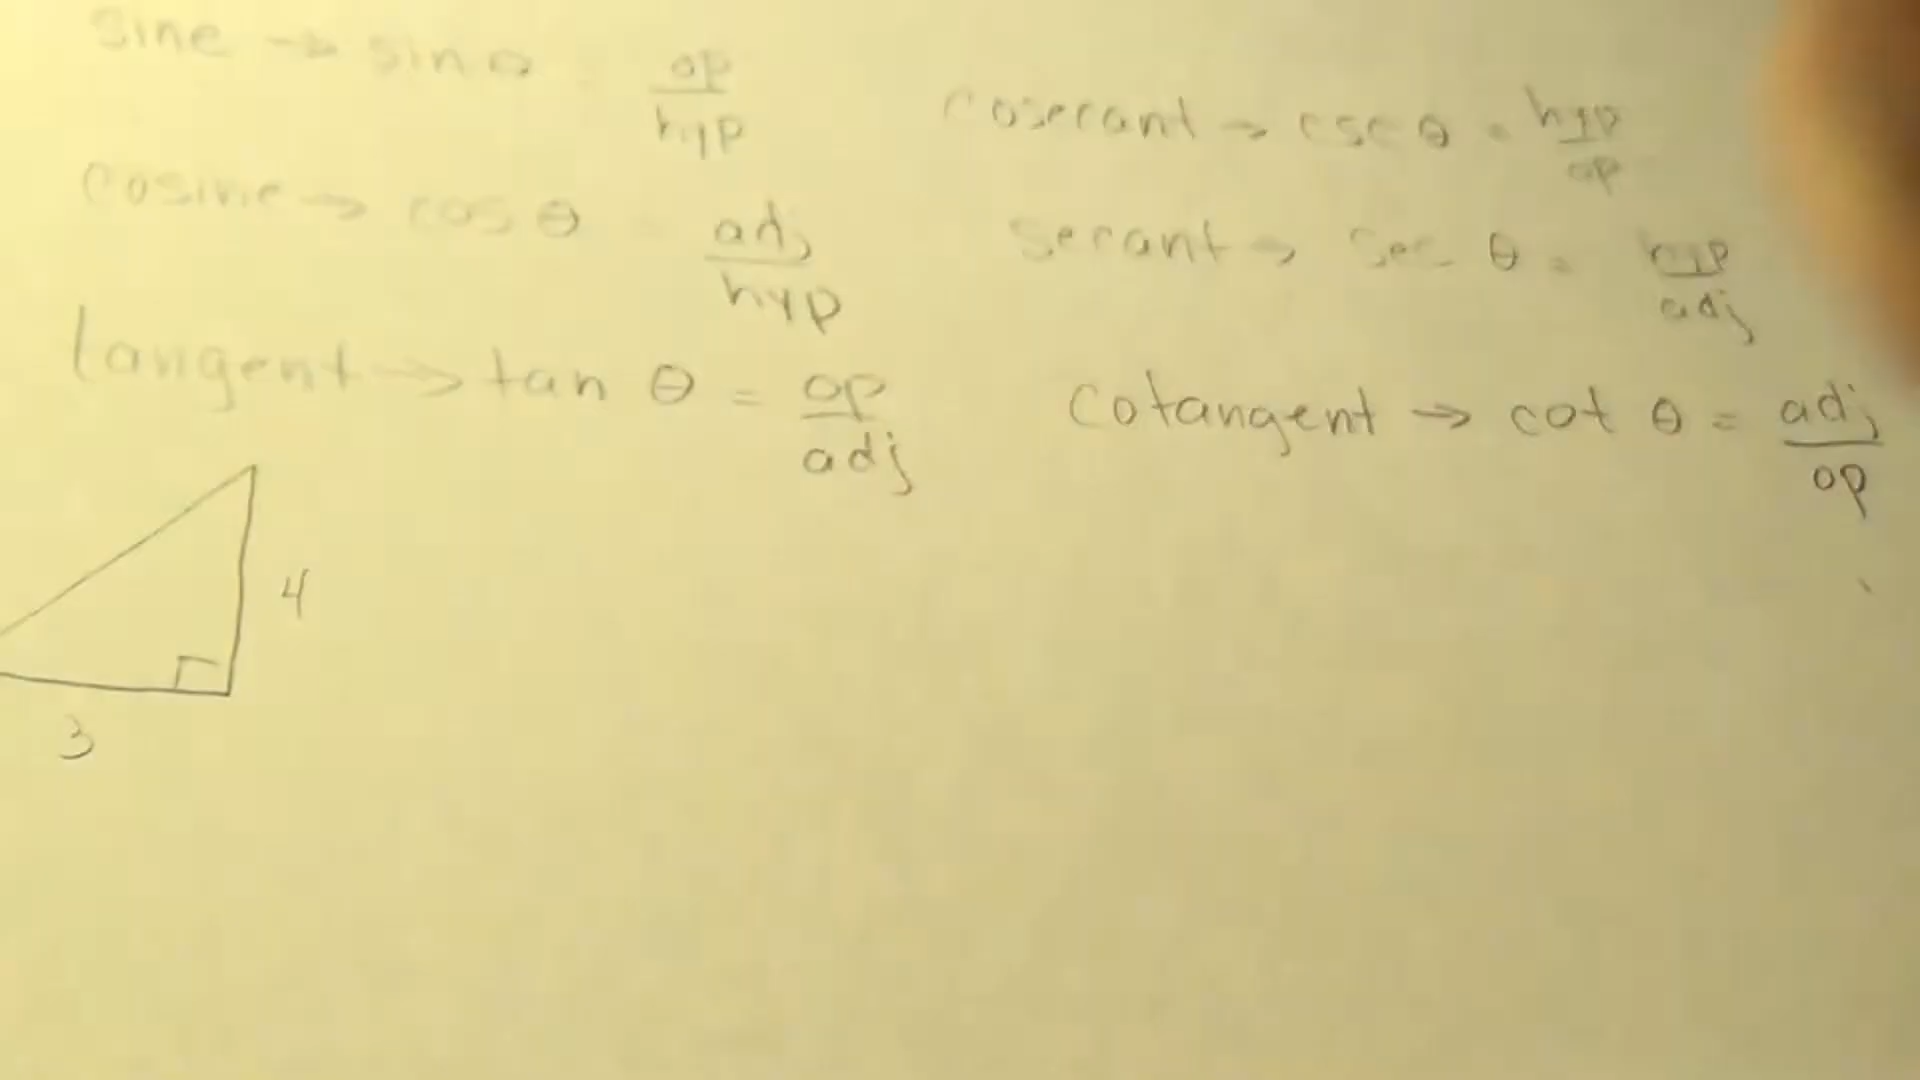 sine → sin θ op/hyp
cosine → cos θ = adj/hyp
tangent → tan θ = op/adj
cosecant → csc θ = hyp/op
secant → sec θ = hyp/adj
cotangent → cot θ = adj/op
4
3